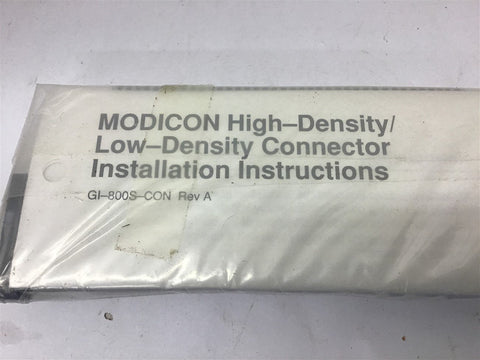 MODICON High–Density/
Low–Density Connector
Installation Instructions
GI–800S–CON Rev A